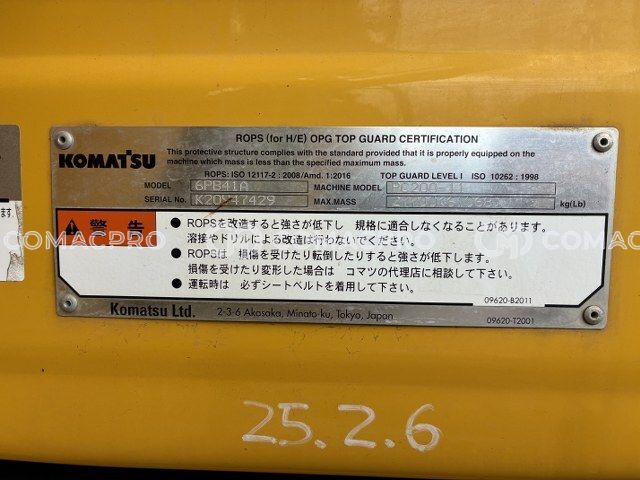 ROPS (for H/E) OPG TOP GUARD CERTIFICATION
KOMATSU
This protective structure complies with the standard provided that it is properly equipped to the
machine which mass is less than the specified maximum mass.
ROPS: ISO 12117-2 : 2008/Amd. 1:2016 TOP GUARD LEVEL I ISO 10262 : 1998
MODEL 6PB41A MACHINE MODEL
SERIAL No. MAX.MASS kg(Lb)
警告
● ROPSを改造すると強さが低下し 規格に適合しなくなることがあります。
溶接やドリルによる改造は行わないでください。
● ROPSは 損傷を受けたり転倒したりすると強さが低下します。
損傷を受けたり変形した場合は コマツの代理店に相談して下さい。
● 運転時は 必ずシートベルトを着用して下さい。
09620-B2011
Komatsu Ltd. 2-3-6 Akasaka, Minato-ku, Tokyo, Japan 09620-T2001
ます。
25.2.6
COMACPRO